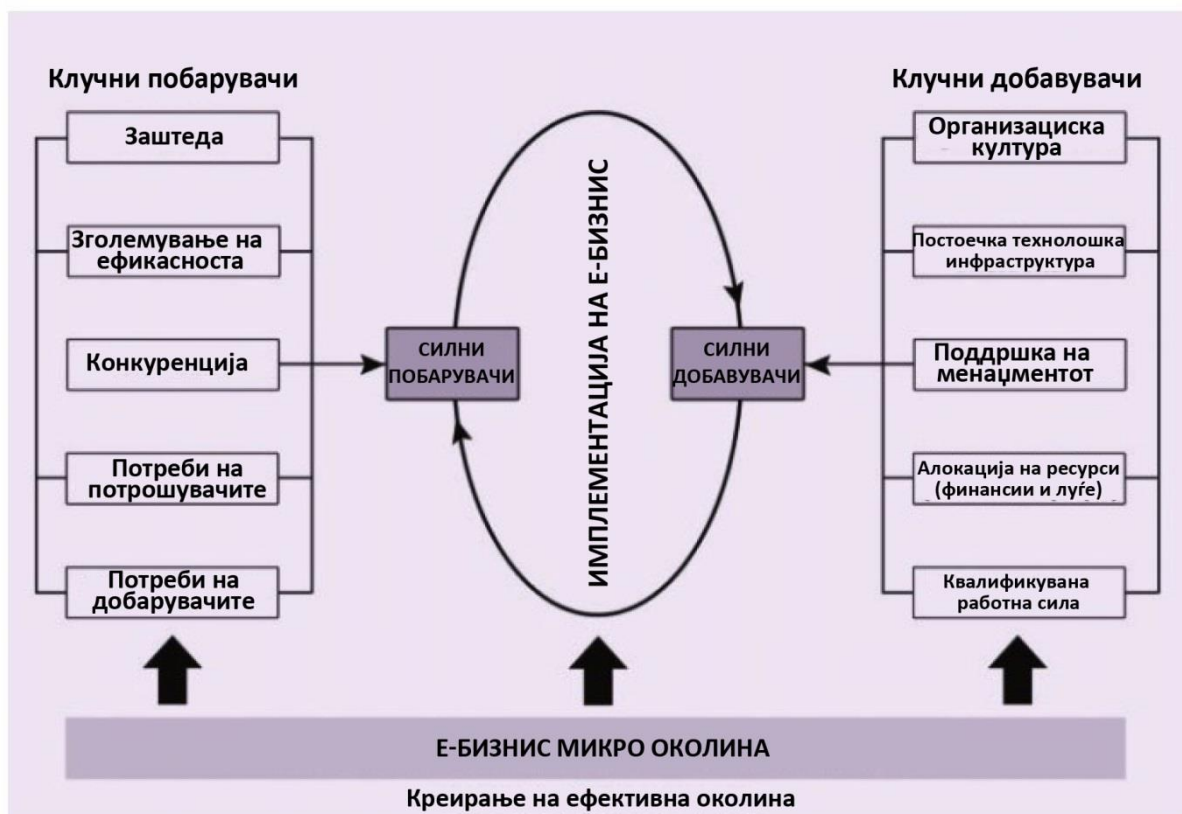 Клучни побарувачи
Заштеда
Зголемување на
ефикасноста
Конкуренција
Потреби на
потрошувачите
Потреби на
добарувачите
СИЛНИ
ПОБАРУВАЧИ
ИМПЛЕМЕНТАЦИЈА НА Е-БИЗНИС
СИЛНИ
ДОБАВУВАЧИ
Клучни добавувачи
Организациска
култура
Постоечка технолошка
инфраструктура
Поддршка на
менаџментот
Алокација на ресурси
(финансии и луѓе)
Квалификувана
работна сила
Е-БИЗНИС МИКРО ОКОЛИНА
Креирање на ефективна околина